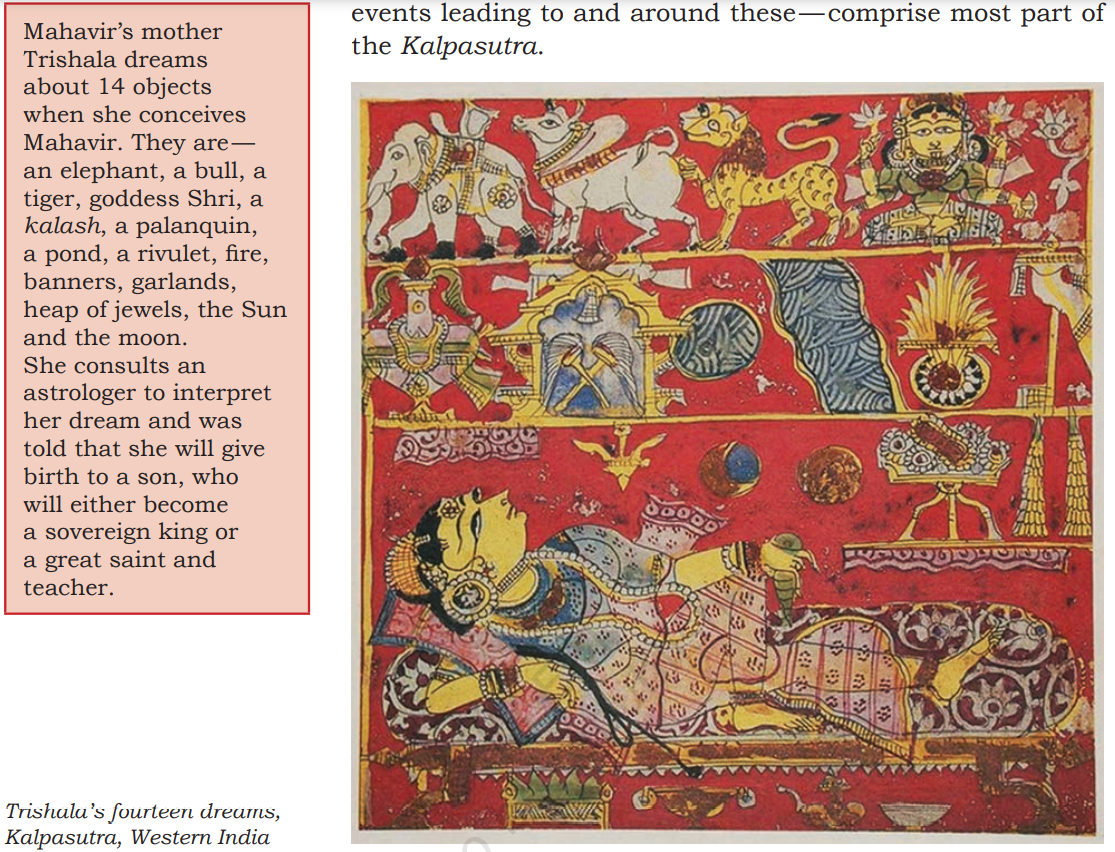 events leading to and around these—comprise most part of
the Kalpasutra.
Mahavir’s mother
Trishala dreams
about 14 objects
when she conceives
Mahavir. They are—
an elephant, a bull, a
tiger, goddess Shri, a
kalash, a palanquin,
a pond, a rivulet, fire,
banners, garlands,
heap of jewels, the Sun
and the moon.
She consults an
astrologer to interpret
her dream and was
told that she will give
birth to a son, who
will either become
a sovereign king or
a great saint and
teacher.
Trishala’s fourteen dreams,
Kalpasutra, Western India